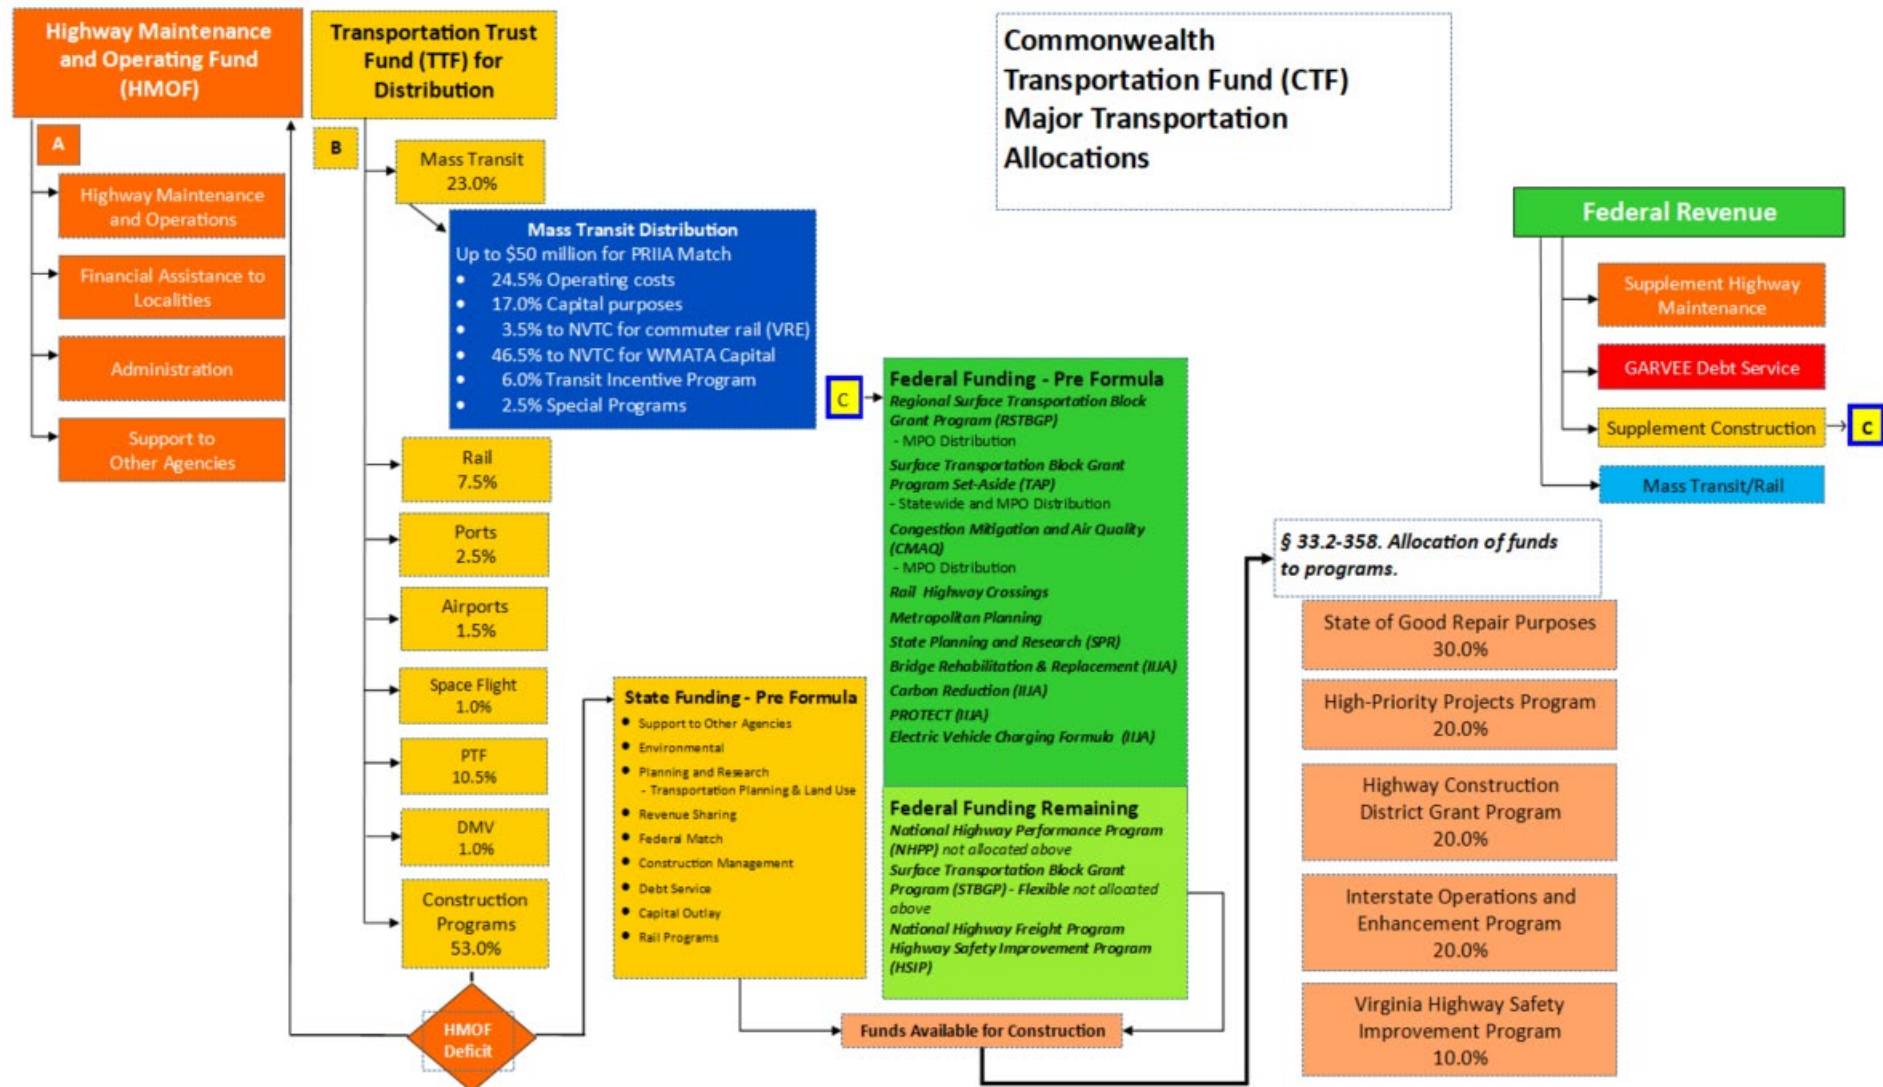 Highway Maintenance
and Operating Fund
(HMOF)
A
Highway Maintenance
and Operations
Financial Assistance to
Localities
Administration
Support to
Other Agencies
Transportation Trust
Fund (TTF) for
Distribution
B
Mass Transit
23.0%
Mass Transit Distribution
Up to $50 million for PRIIA Match
• 24.5% Operating costs
• 17.0% Capital purposes
• 3.5% to NVTC for commuter rail (VRE)
• 46.5% to NVTC for WMATA Capital
• 6.0% Transit Incentive Program
• 2.5% Special Programs
Rail
7.5%
Ports
2.5%
Airports
1.5%
Space Flight
1.0%
PTF
10.5%
DMV
1.0%
Construction
Programs
53.0%
HMOF
Deficit
State Funding - Pre Formula
• Support to Other Agencies
• Environmental
• Planning and Research
- Transportation Planning & Land Use
• Revenue Sharing
• Federal Match
• Construction Management
• Debt Service
• Capital Outlay
• Rail Programs
Commonwealth
Transportation Fund (CTF)
Major Transportation
Allocations
C
Federal Funding - Pre Formula
Regional Surface Transportation Block
Grant Program (RSTBGP)
- MPO Distribution
Surface Transportation Block Grant
Program Set-Aside (TAP)
- Statewide and MPO Distribution
Congestion Mitigation and Air Quality
(CMAQ)
- MPO Distribution
Rail Highway Crossings
Metropolitan Planning
State Planning and Research (SPR)
Bridge Rehabilitation & Replacement (IIJA)
Carbon Reduction (IIJA)
PROTECT (IIJA)
Electric Vehicle Charging Formula (IIJA)
Federal Funding Remaining
National Highway Performance Program
(NHPP) not allocated above
Surface Transportation Block Grant
Program (STBGP) - Flexible not allocated
above
National Highway Freight Program
Highway Safety Improvement Program
(HSIP)
Funds Available for Construction
Federal Revenue
Supplement Highway
Maintenance
GARVEE Debt Service
Supplement Construction
C
Mass Transit/Rail
§ 33.2-358. Allocation of funds
to programs.
State of Good Repair Purposes
30.0%
High-Priority Projects Program
20.0%
Highway Construction
District Grant Program
20.0%
Interstate Operations and
Enhancement Program
20.0%
Virginia Highway Safety
Improvement Program
10.0%